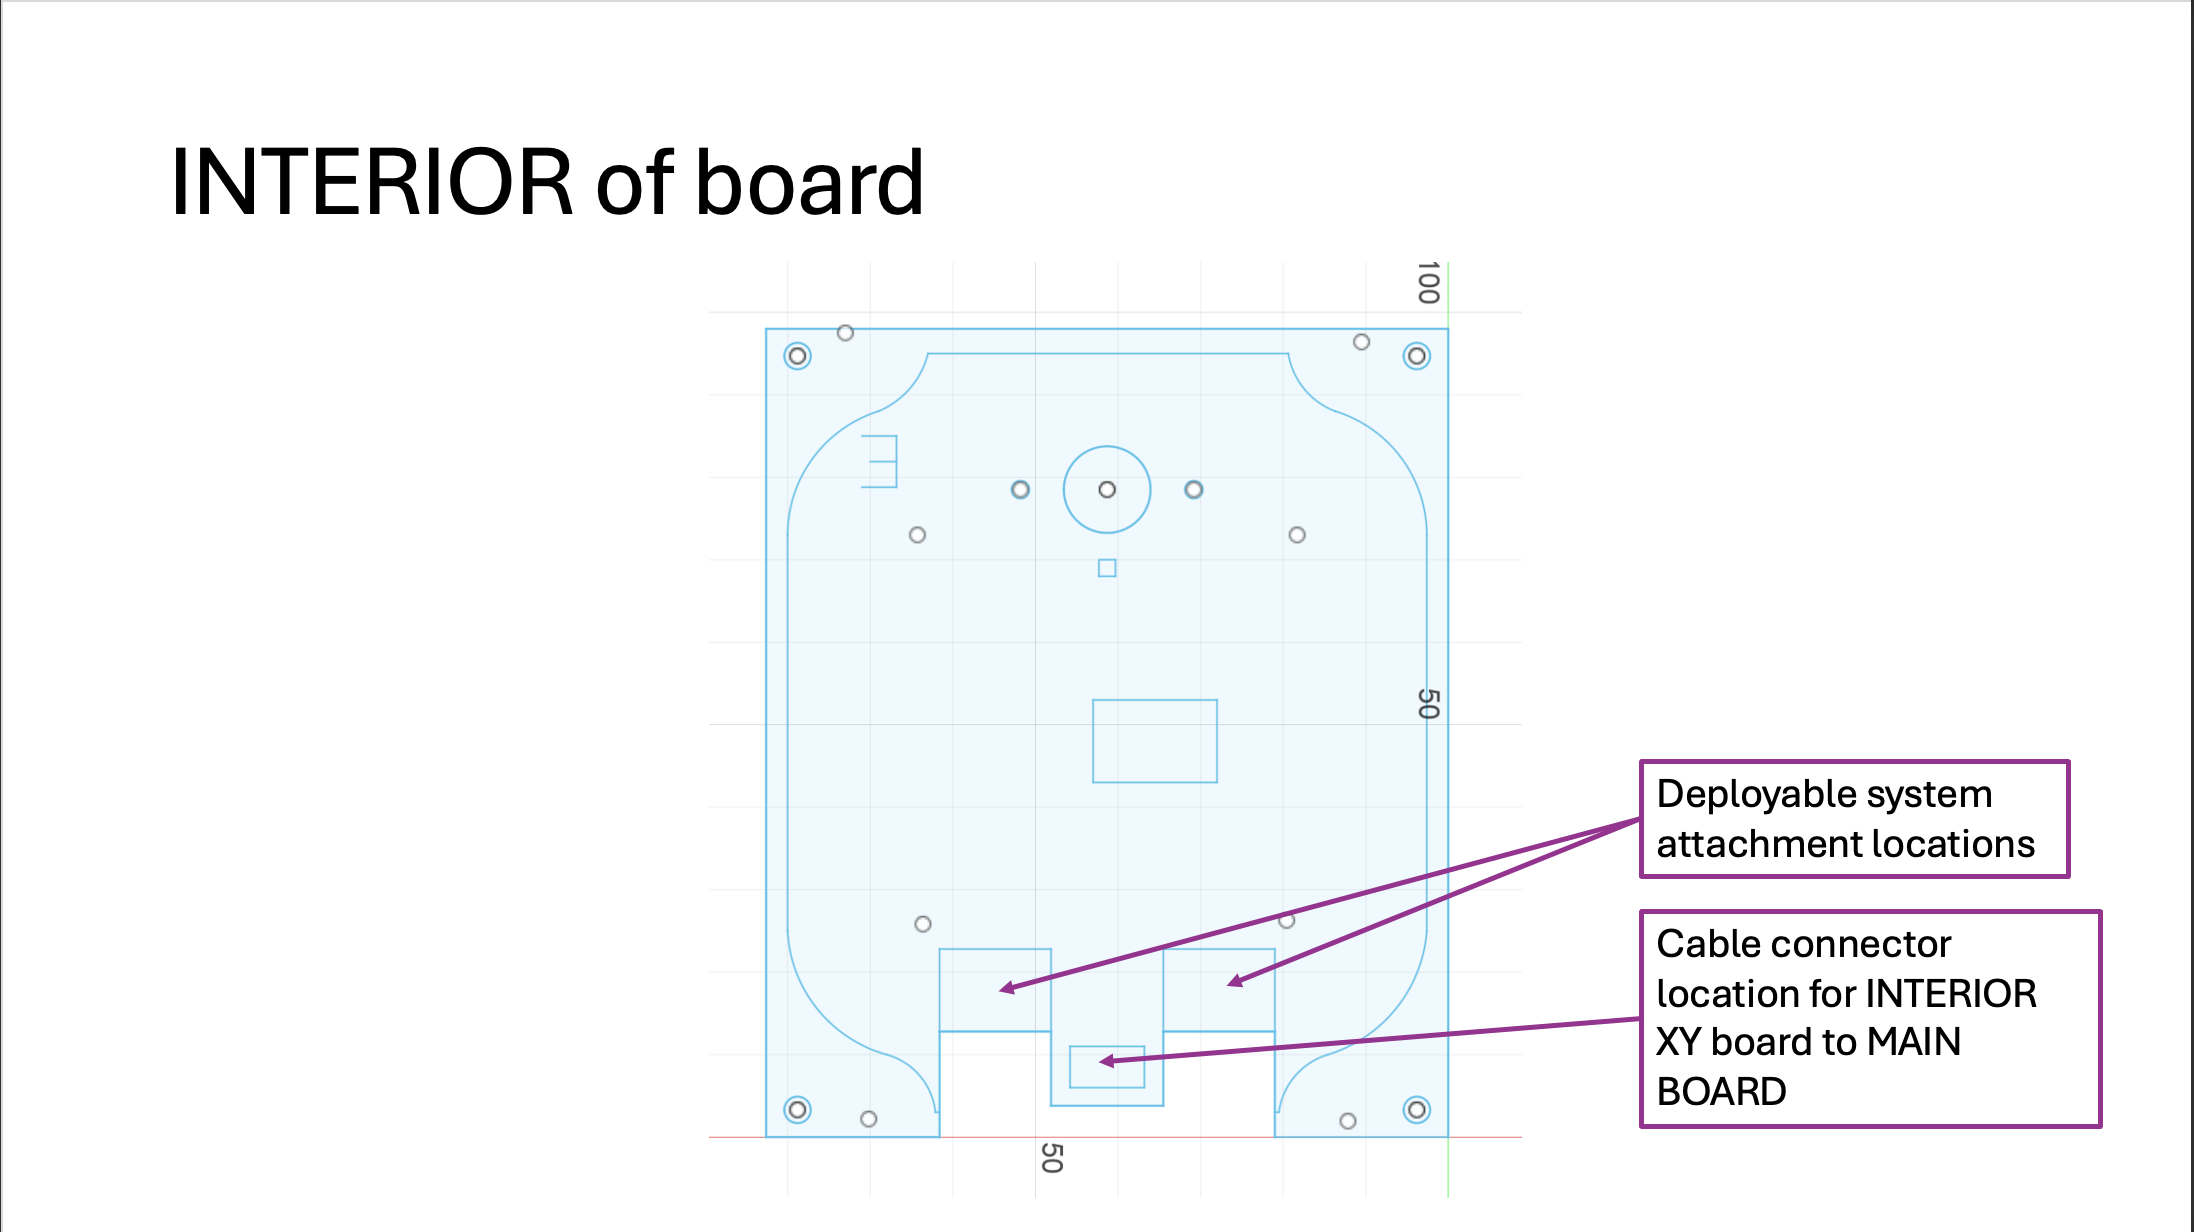 INTERIOR of board
100
50
Deployable system
attachment locations
Cable connector
location for INTERIOR
XY board to MAIN
BOARD
50